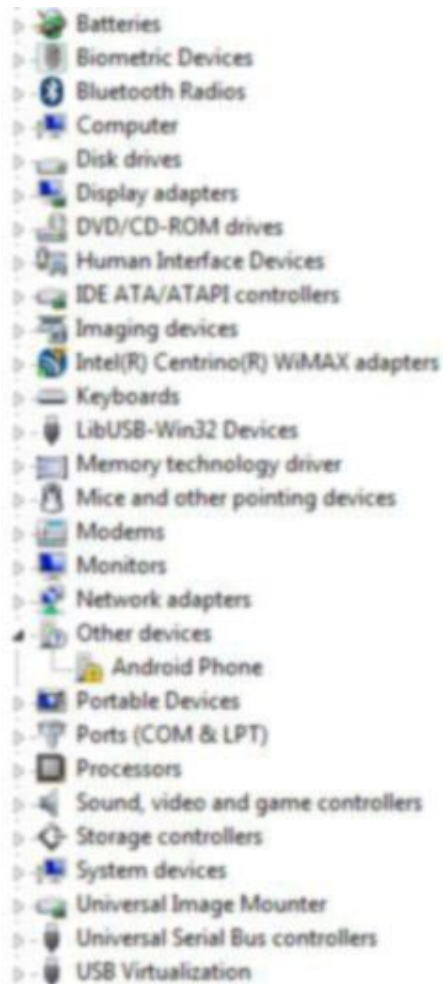 Batteries
Biometric Devices
Bluetooth Radios
Computer
Disk drives
Display adapters
DVD/CD-ROM drives
Human Interface Devices
IDE ATA/ATAPI controllers
Imaging devices
Intel(R) Centrino(R) WiMAX adapters
Keyboards
LibUSB-Win32 Devices
Memory technology driver
Mice and other pointing devices
Modems
Monitors
Network adapters
Other devices
Android Phone
Portable Devices
Ports (COM & LPT)
Processors
Sound, video and game controllers
Storage controllers
System devices
Universal Image Mounter
Universal Serial Bus controllers
USB Virtualization